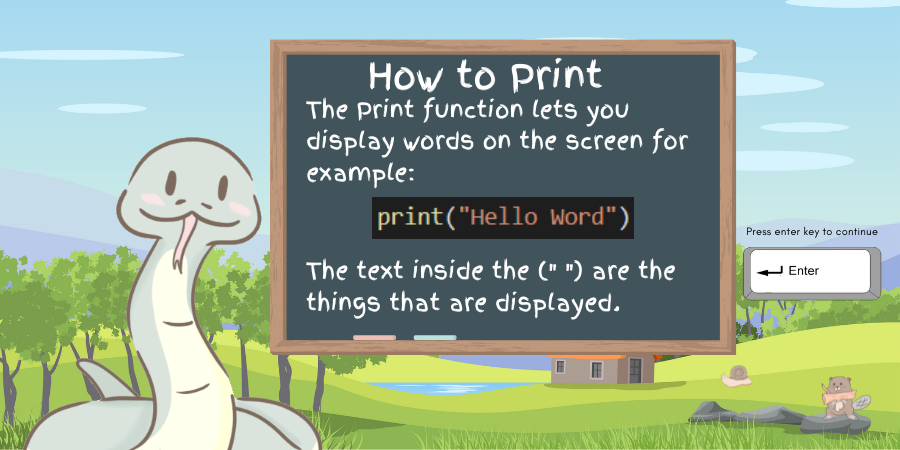 How to Print
The Print function lets you
display words on the screen for
example:
print("Hello Word")
The text inside the (" ") are the
things that are displayed.
Press enter key to continue
Enter